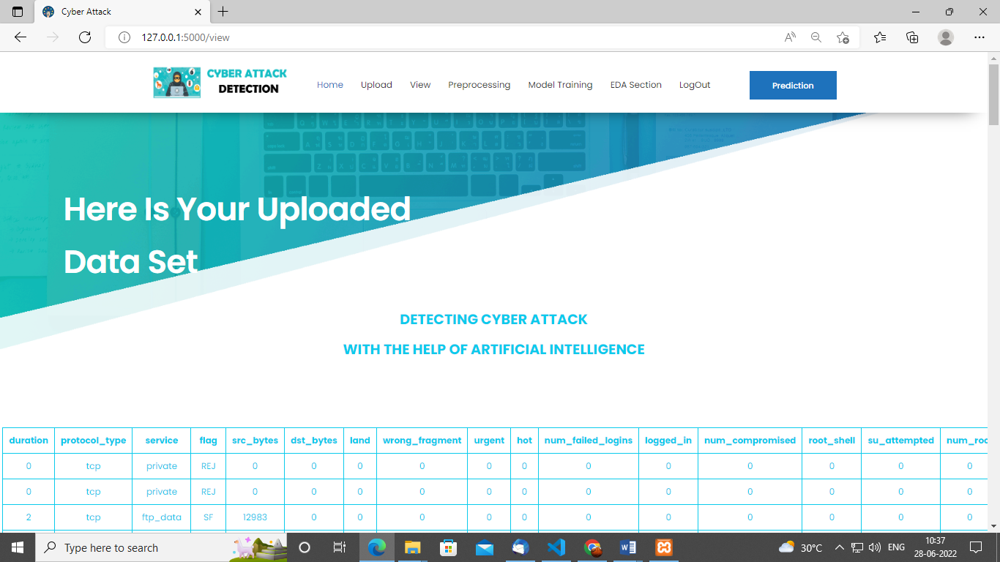 Cyber Attack
127.0.0.1:5000/view
CYBER ATTACK
DETECTION
Home Upload View Preprocessing Model Training EDA Section LogOut Prediction
Here Is Your Uploaded
Data Set
DETECTING CYBER ATTACK
WITH THE HELP OF ARTIFICIAL INTELLIGENCE
duration protocol_type service flag src_bytes dst_bytes land wrong_fragment urgent hot num_failed_logins logged_in num_compromised root_shell su_attempted num_roo
0 tcp private REJ 0 0 0 0 0 0 0 0 0 0 0 0
0 tcp private REJ 0 0 0 0 0 0 0 0 0 0 0 0
2 tcp ftp_data SF 12983 0 0 0 0 0 0 0 0 0 0 0
Type here to search
30°C
ENG
10:37
28-06-2022